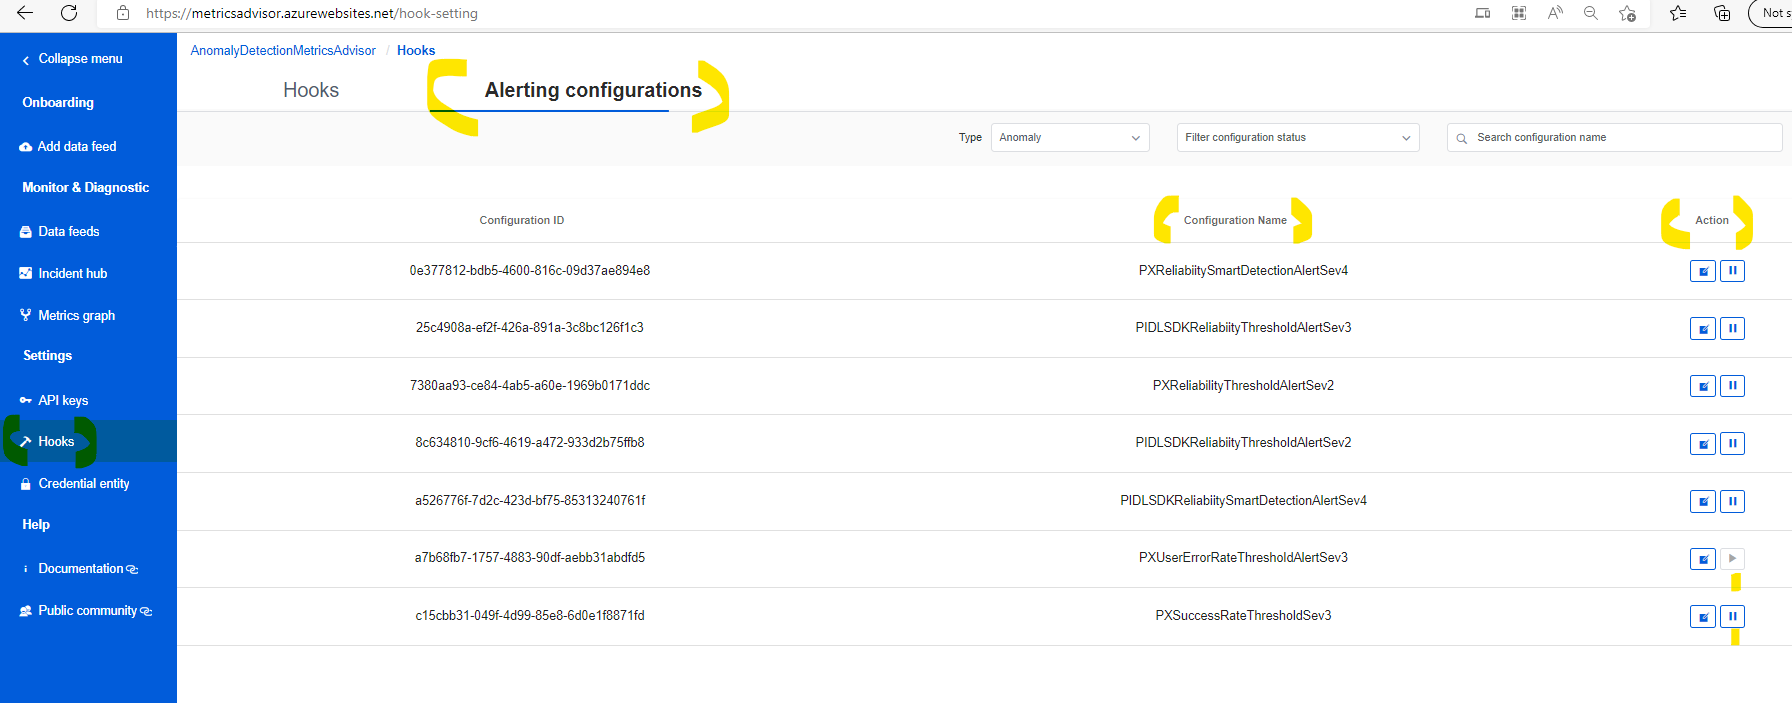 https://metricsadvisor.azurewebsites.net/hook-setting
Not s
Collapse menu
Onboarding
Add data feed
Monitor & Diagnostic
Data feeds
Incident hub
Metrics graph
Settings
API keys
Hooks
Credential entity
Help
Documentation
Public community
AnomalyDetectionMetricsAdvisor / Hooks
Hooks Alerting configurations
Type Anomaly Filter configuration status Search configuration name
Configuration ID Configuration Name Action
0e377812-bdb5-4600-816c-09d37ae894e8 PXReliabiitySmartDetectionAlertSev4
25c4908a-ef2f-426a-891a-3c8bc126f1c3 PIDLSDKReliabiityThresholdAlertSev3
7380aa93-ce84-4ab5-a60e-1969b0171ddc PXReliabilityThresholdAlertSev2
8c634810-9cf6-4619-a472-933d2b75ffb8 PIDLSDKReliabiityThresholdAlertSev2
a526776f-7d2c-423d-bf75-85313240761f PIDLSDKReliabiitySmartDetectionAlertSev4
a7b68fb7-1757-4883-90df-aebb31abdfd5 PXUserErrorRateThresholdAlertSev3
c15cbb31-049f-4d99-85e8-6d0e1f8871fd PXSuccessRateThresholdSev3